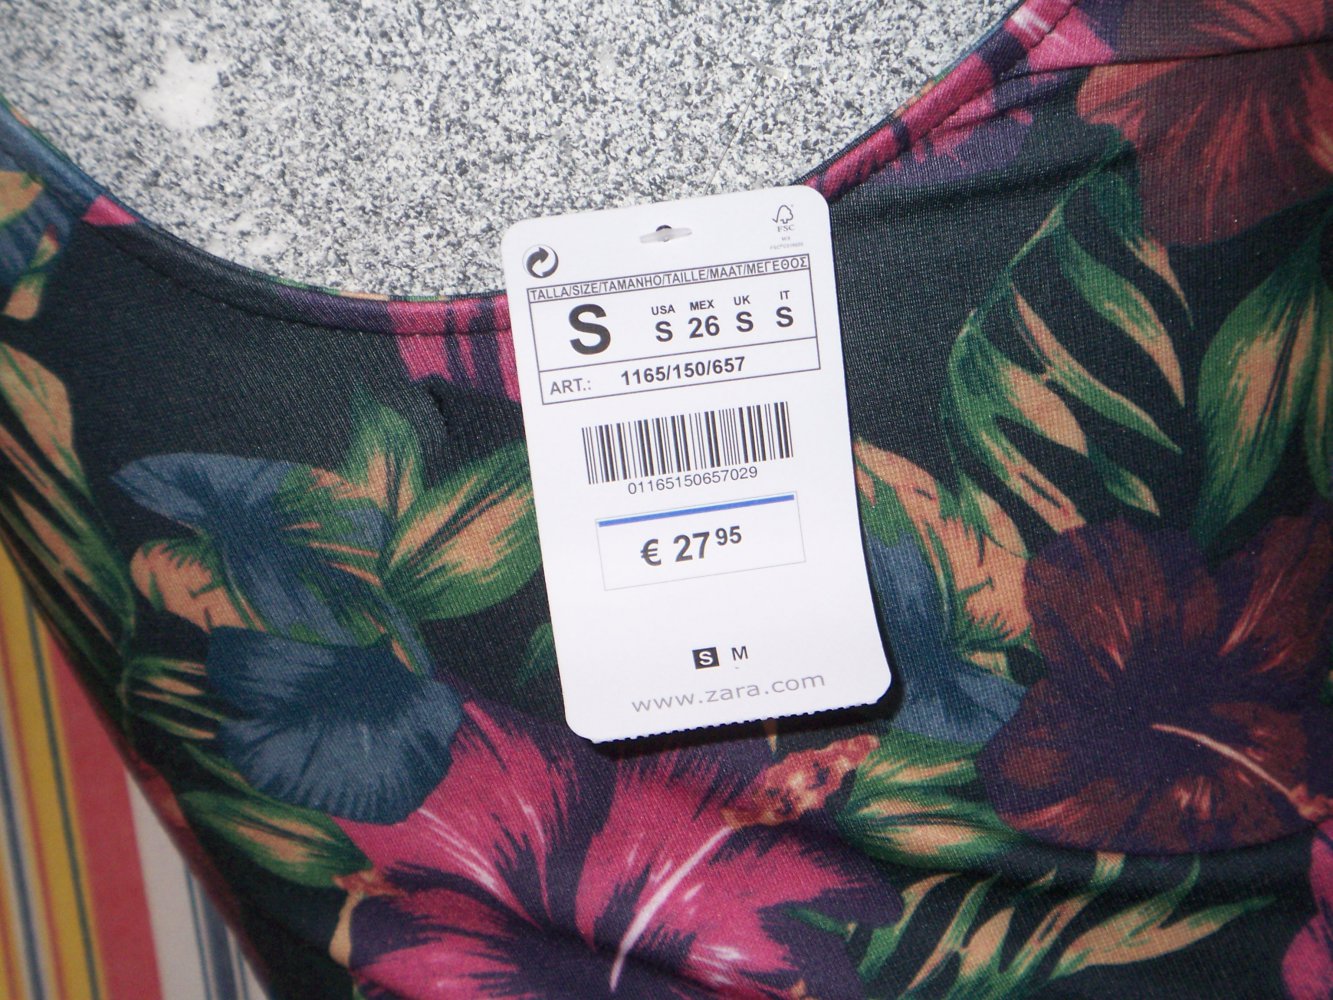 FSC
TALLA/SIZE/TAMANHO/TAILLE/MAAT/ΜΕΓΕΘΟΣ
S USA S MEX 26 UK S IT S
ART.: 1165/150/657
01165150657029
€ 27 95
S M
www.zara.com